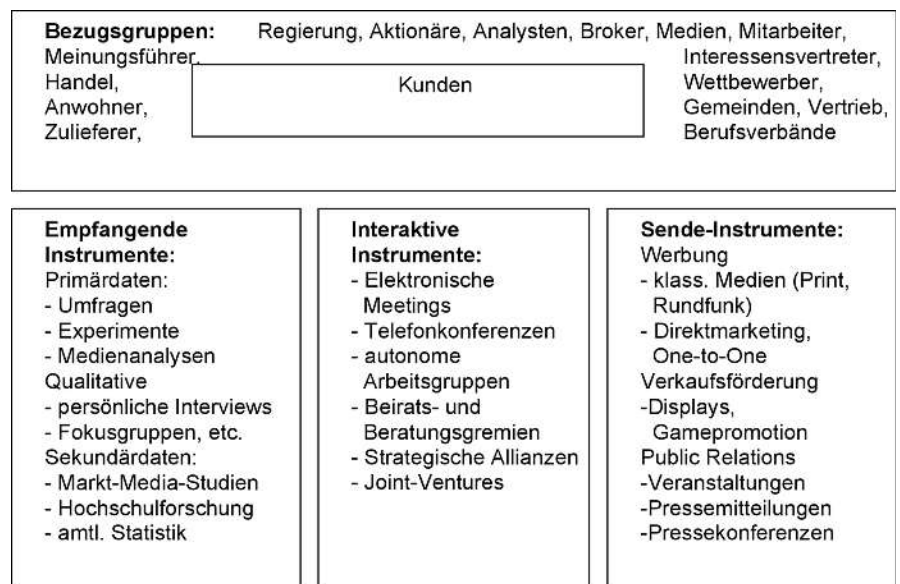 Bezugsgruppen: Regierung, Aktionäre, Analysten, Broker, Medien, Mitarbeiter,
Meinungsführer,
Handel,
Anwohner,
Zulieferer,
Kunden
Interessensvertreter,
Wettbewerber,
Gemeinden, Vertrieb,
Berufsverbände
Empfangende
Instrumente:
Primärdaten:
- Umfragen
- Experimente
- Medienanalysen
Qualitative
- persönliche Interviews
- Fokusgruppen, etc.
Sekundärdaten:
- Markt-Media-Studien
- Hochschulforschung
- amtl. Statistik
Interaktive
Instrumente:
- Elektronische
Meetings
- Telefonkonferenzen
- autonome
Arbeitsgruppen
- Beirats- und
Beratungsgremien
- Strategische Allianzen
- Joint-Ventures
Sende-Instrumente:
Werbung
- klass. Medien (Print,
Rundfunk)
- Direktmarketing,
One-to-One
Verkaufsförderung
-Displays,
Gamepromotion
Public Relations
-Veranstaltungen
-Pressemitteilungen
-Pressekonferenzen